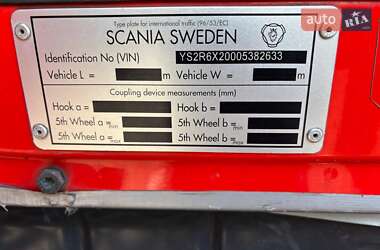 Type plate for international traffic (96/53/EC)
SCANIA SWEDEN
Identification No (VIN) YS2R6X20005382633
Vehicle L = m Vehicle W = m
Coupling device measurements (mm)
Hook a = Hook b =
5th Wheel a min = 5th Wheel b min =
5th Wheel a max = 5th Wheel b max =
AUTO RIA.com